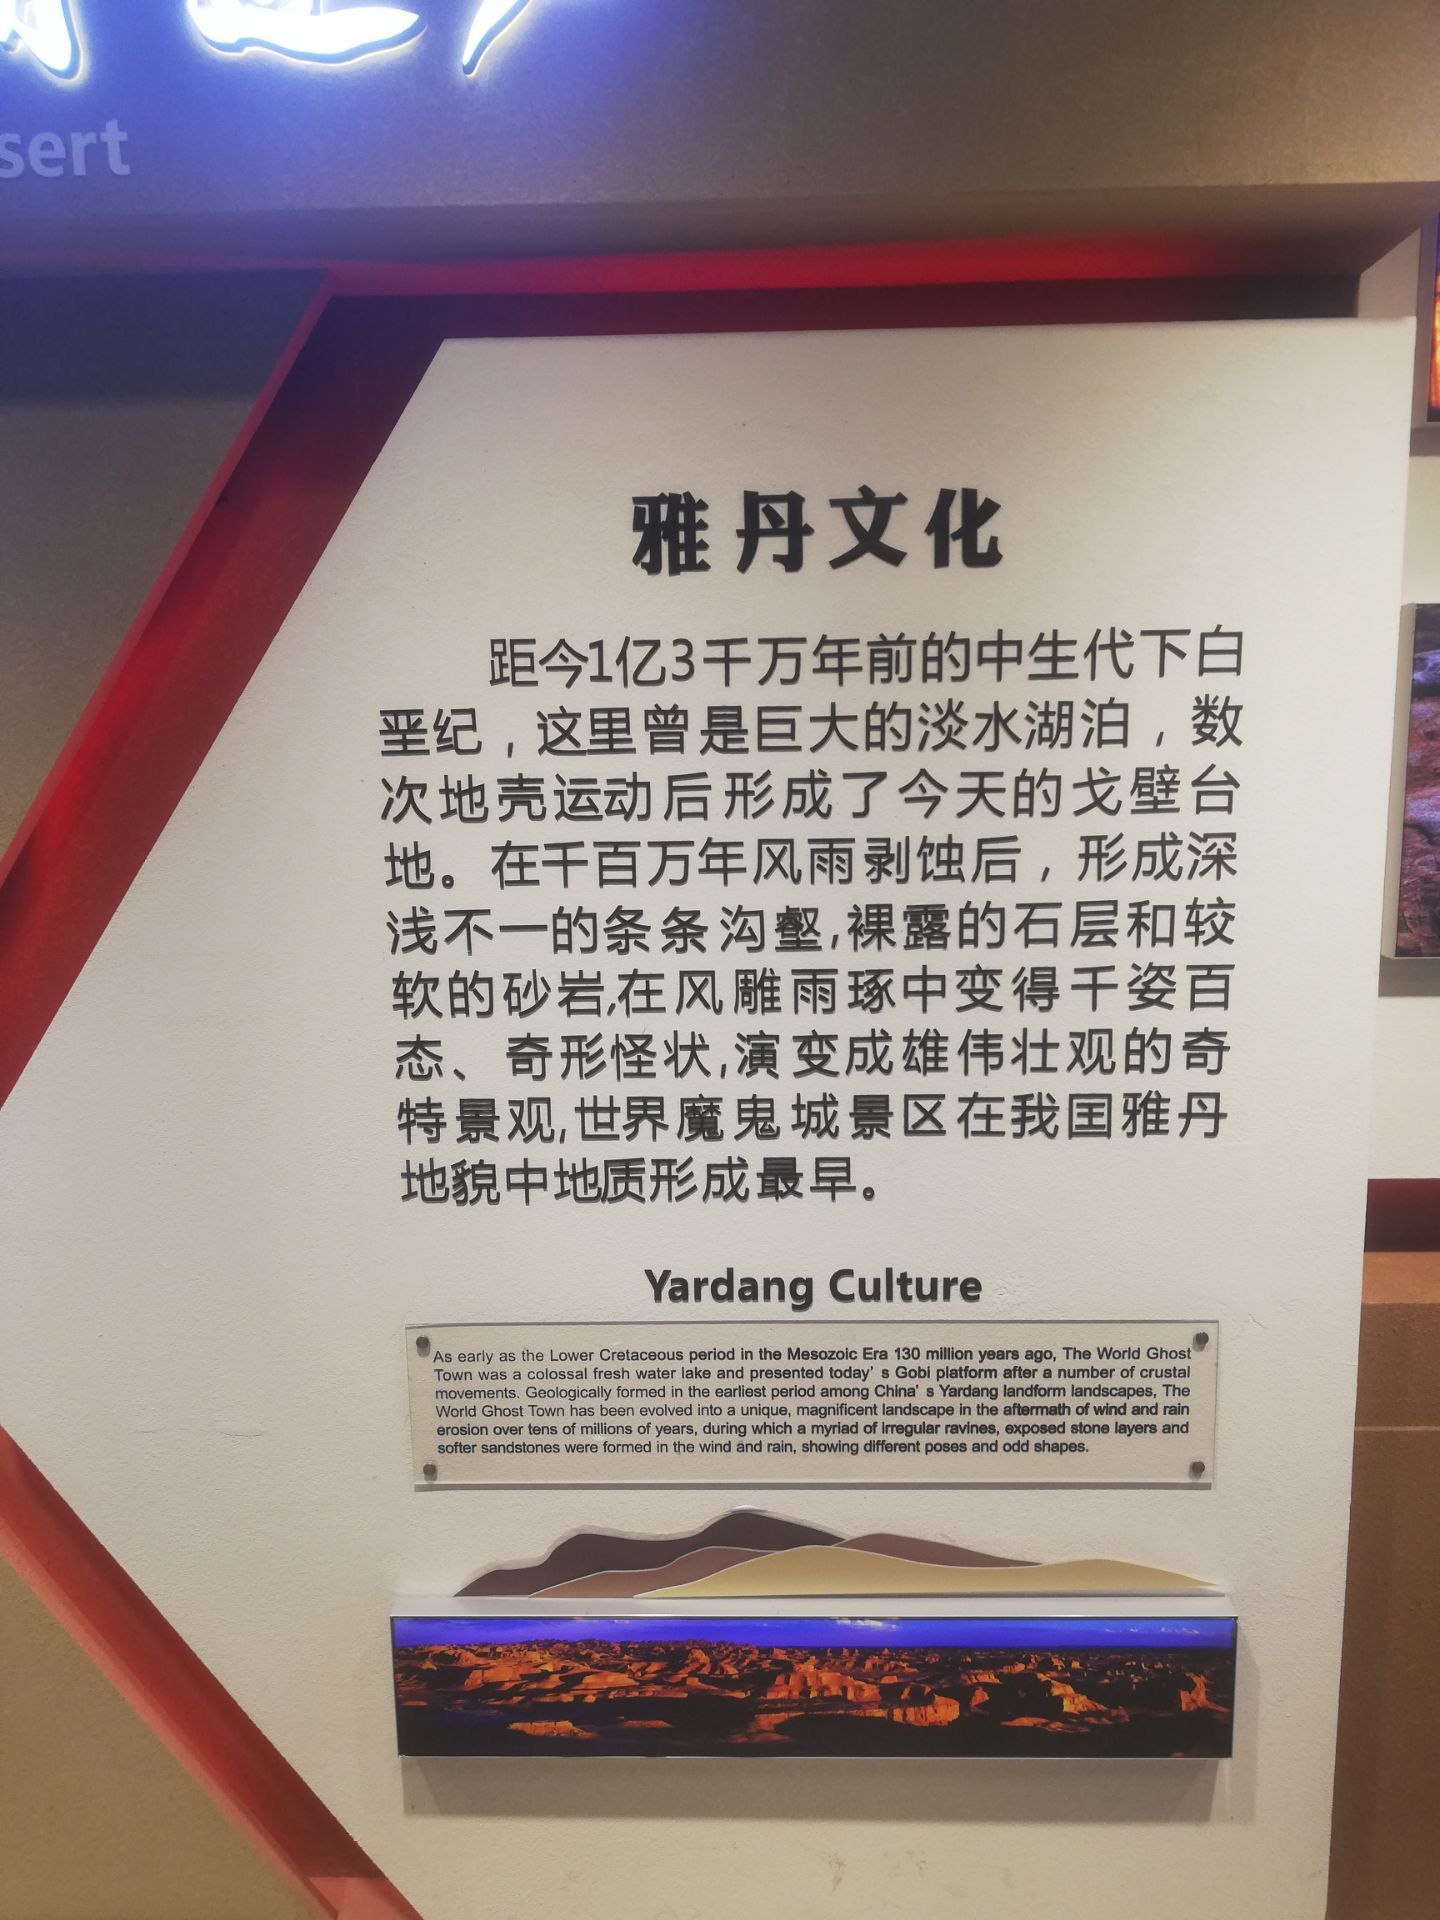 sert
雅丹文化
距今1亿3千万年前的中生代下白
垩纪，这里曾是巨大的淡水湖泊，数
次地壳运动后形成了今天的戈壁台
地。在千百万年风雨剥蚀后，形成深
浅不一的条条沟壑,裸露的石层和较
软的砂岩,在风雕雨琢中变得千姿百
态、奇形怪状,演变成雄伟壮观的奇
特景观,世界魔鬼城景区在我国雅丹
地貌中地质形成最早。
Yardang Culture
As early as the Lower Cretaceous period in the Mesozoic Era 130 million years ago, The World Ghost
Town was a colossal fresh water lake and presented today’ s Gobi platform after a number of crustal
movements. Geologically formed in the earliest period among China’ s Yardang landform landscapes, The
World Ghost Town has been evolved into a unique, magnificent landscape in the aftermath of wind and rain
erosion over tens of millions of years, during which a myriad of irregular ravines, exposed stone layers and
softer sandstones were formed in the wind and rain, showing different poses and odd shapes.